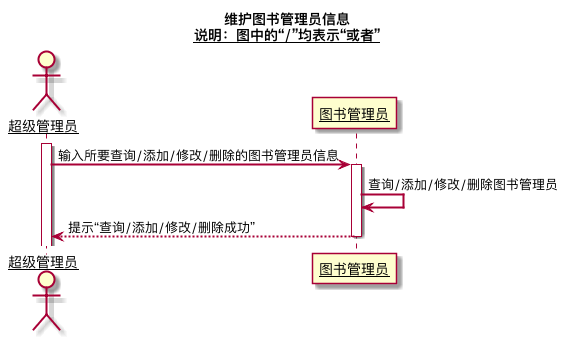 维护图书管理员信息
说明：图中的“/”均表示“或者”
超级管理员
图书管理员
输入所要查询/添加/修改/删除的图书管理员信息
查询/添加/修改/删除图书管理员
提示“查询/添加/修改/删除成功”
超级管理员
图书管理员